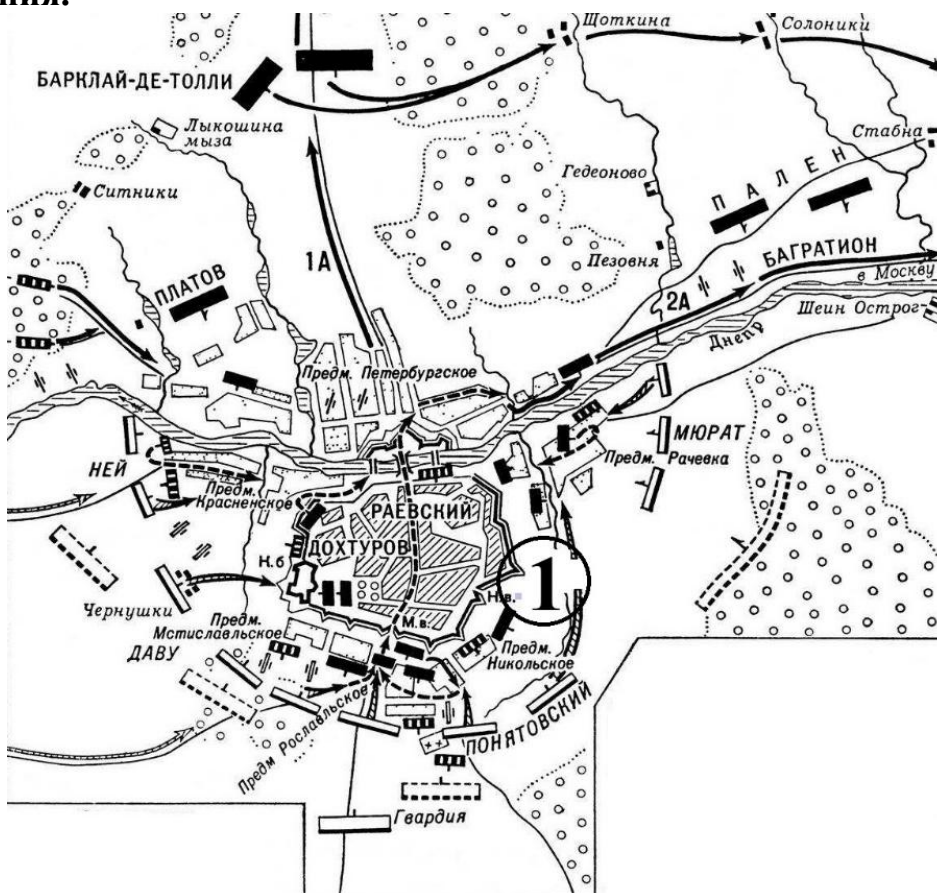 ния.
Щоткина
Солоники
БАРКЛАЙ-ДЕ-ТОЛЛИ
Лыкошина
мыза
Стабна
Ситники
Гедеоново
ПАЛЕН
1А
Пезовня
БАГРАТИОН
ПЛАТОВ
в Москву
2А
Шеин Острог
Днепр
Предм. Петербургское
МЮРАТ
НЕЙ
Предм. Рачевка
Предм.
Красненское
РАЕВСКИЙ
ДОХТУРОВ
К.б
1
Н.в.
Чернушки
М.в.
Предм.
Мстиславльское
Предм.
Никольское
ДАВУ
Предм Рославльское
ПОНЯТОВСКИЙ
Гвардия